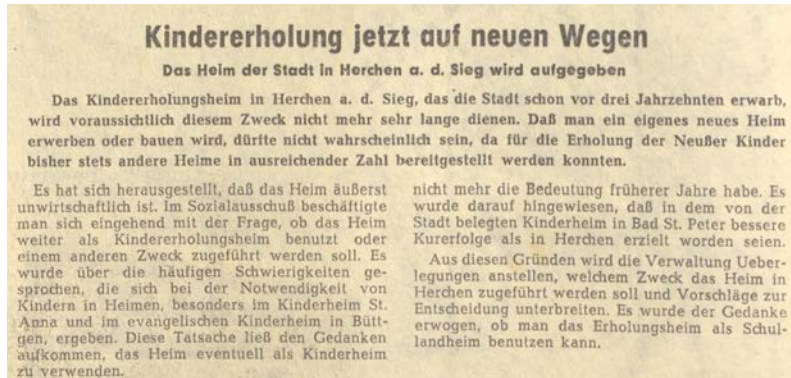 Kindererholung jetzt auf neuen Wegen
Das Heim der Stadt in Herchen a. d. Sieg wird aufgegeben
Das Kindererholungsheim in Herchen a. d. Sieg, das die Stadt schon vor drei Jahrzehnten erwarb,
wird voraussichtlich diesem Zweck nicht mehr sehr lange dienen. Daß man ein eigenes neues Heim
erwerben oder bauen wird, dürfte nicht wahrscheinlich sein, da für die Erholung der Neußer Kinder
bisher stets andere Heime in ausreichender Zahl bereitgestellt werden konnten.
Es hat sich herausgestellt, daß das Heim äußerst
unwirtschaftlich ist. Im Sozialausschuß beschäftigte
man sich eingehend mit der Frage, ob das Heim
weiter als Kindererholungsheim benutzt oder
einem anderen Zweck zugeführt werden soll. Es
wurde über die häufigen Schwierigkeiten ge-
sprochen, die sich bei der Notwendigkeit von
Kindern in Heimen, besonders im Kinderheim St.
Anna und im evangelischen Kinderheim in Bütt-
gen, ergeben. Diese Tatsache ließ den Gedanken
aufkommen, das Heim eventuell als Kinderheim
zu verwenden.
nicht mehr die Bedeutung früherer Jahre habe. Es
wurde darauf hingewiesen, daß in dem von der
Stadt belegten Kinderheim in Bad St. Peter bessere
Kurerfolge als in Herchen erzielt worden seien.
Aus diesen Gründen wird die Verwaltung Ueber-
legungen anstellen, welchem Zweck das Heim in
Herchen zugeführt werden soll und Vorschläge zur
Entscheidung unterbreiten. Es wurde der Gedanke
erwogen, ob man das Erholungsheim als Schul-
landheim benutzen kann.